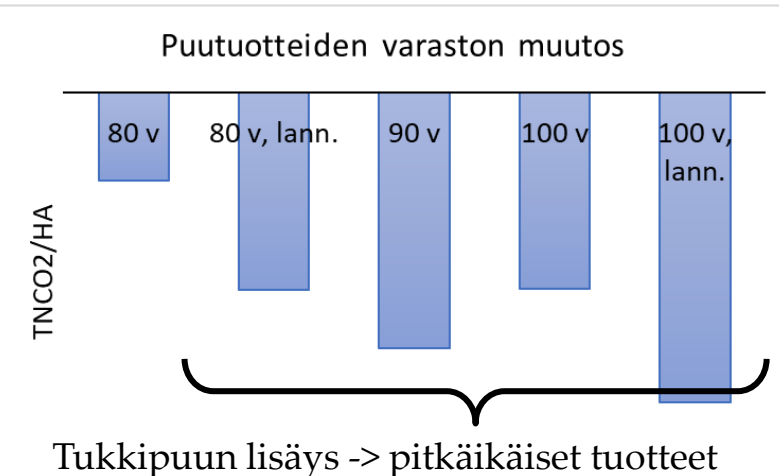 Puutuotteiden varaston muutos
80 v
80 v, lann.
90 v
100 v
100 v,
lann.
TNCO2/HA
Tukkipuun lisäys -> pitkäikäiset tuotteet